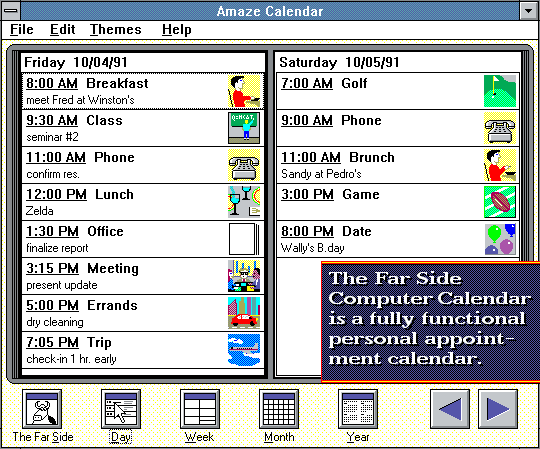 Amaze Calendar
File Edit Themes Help
Friday 10/04/91
8:00 AM Breakfast
meet Fred at Winston's
9:30 AM Class
seminar #2
11:00 AM Phone
confirm res.
12:00 PM Lunch
Zelda
1:30 PM Office
finalize report
3:15 PM Meeting
present update
5:00 PM Errands
dry cleaning
7:05 PM Trip
check-in 1 hr. early
Saturday 10/05/91
7:00 AM Golf
9:00 AM Phone
11:00 AM Brunch
Sandy at Pedro's
3:00 PM Game
8:00 PM Date
Wally's B.day
The Far Side
Computer Calendar
is a fully functional
personal appoint-
ment calendar.
The Far Side Day Week Month Year